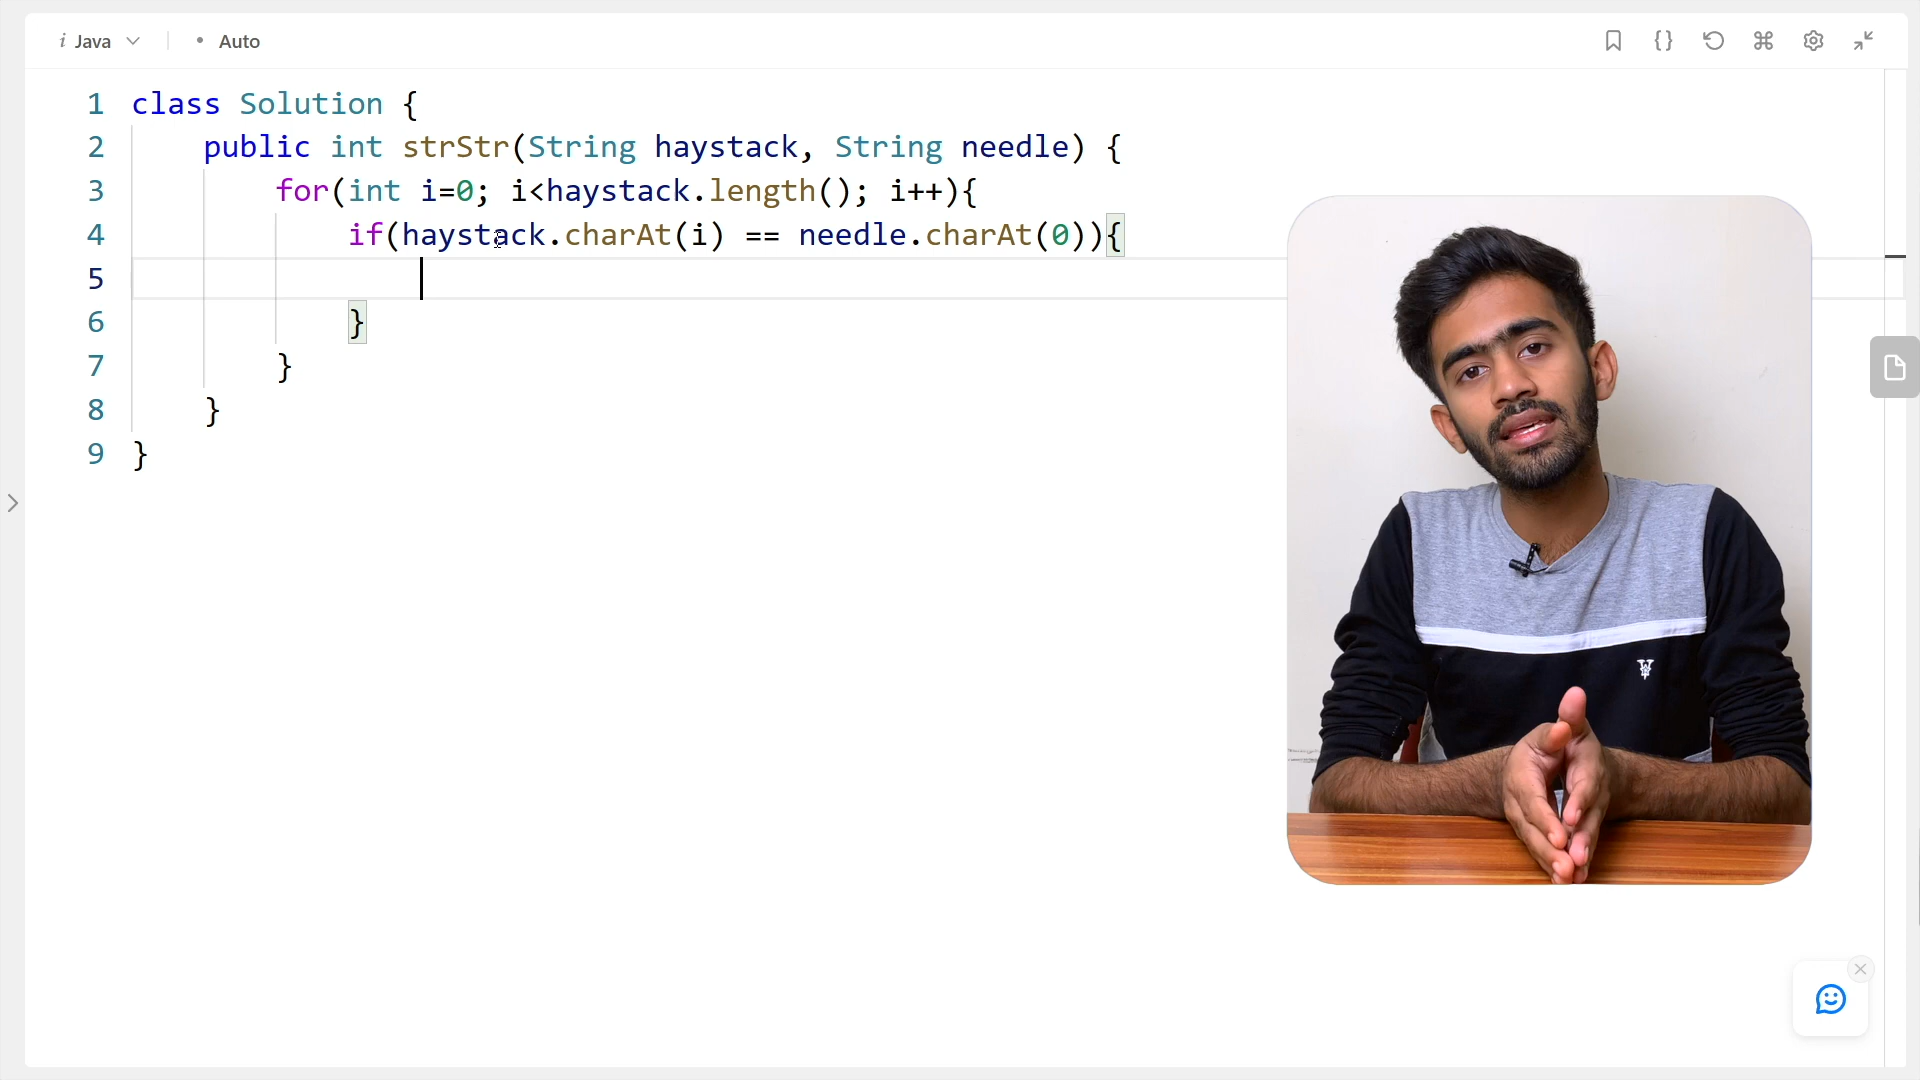 i Java
• Auto
1 class Solution {
2 public int strStr(String haystack, String needle) {
3 for(int i=0; i<haystack.length(); i++){
4 if(haystack.charAt(i) == needle.charAt(0)){
5
6 }
7 }
8 }
9 }